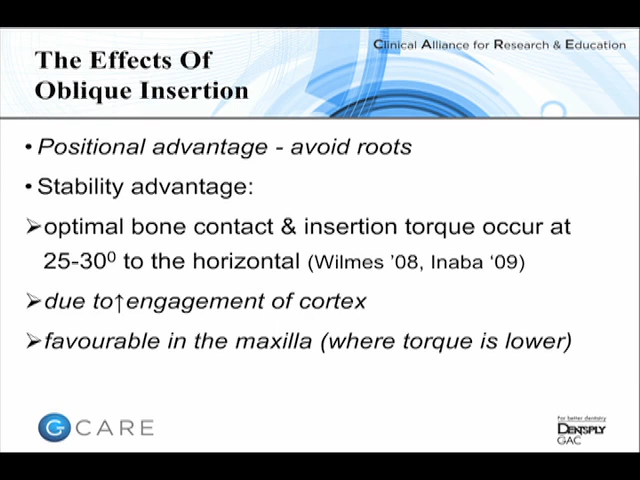 Clinical Alliance for Research & Education
The Effects Of
Oblique Insertion
• Positional advantage - avoid roots
• Stability advantage:
➢optimal bone contact & insertion torque occur at
25-30⁰ to the horizontal (Wilmes ’08, Inaba ‘09)
➢due to↑engagement of cortex
➢favourable in the maxilla (where torque is lower)
G CARE
For better dentistry
DENTSPLY
GAC